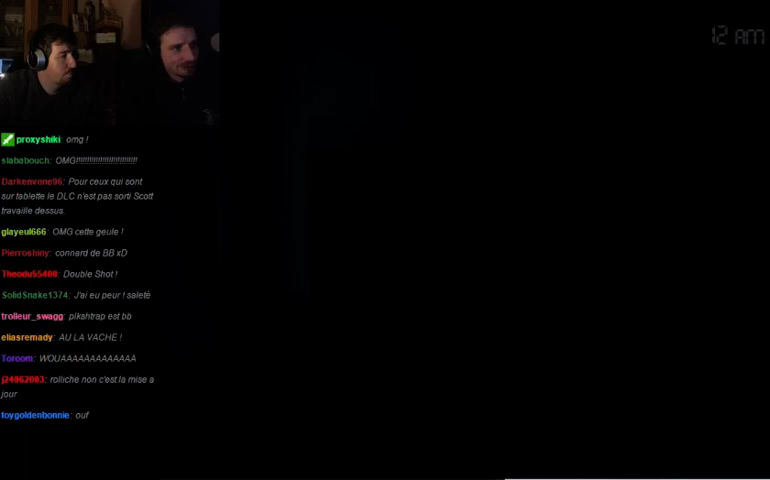 12 AM
proxyshiki: omg !
slababouch: OMG!!!!!!!!!!!!!!!!!!!!!!!!!!!
Darkenvone96: Pour ceux qui sont
sur tablette le DLC n'est pas sorti Scott
travaille dessus.
glayeul666: OMG cette geule !
Pierroshiny: connard de BB xD
Theodu55400: Double Shot !
SolidSnake1374: J'ai eu peur ! saleté
trolleur_swagg: pikahtrap est bb
eliasremady: AU LA VACHE !
Toroom: WOUAAAAAAAAAAAAA
j24062003: rolliche non c'est la mise a
jour
toygoldenbonnie: ouf